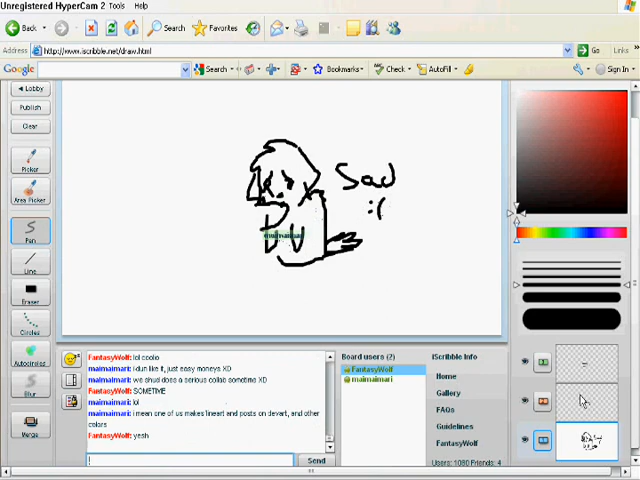 Unregistered HyperCam 2 Tools Help
Back Search Favorites
Address http://www.iscribble.net/draw.html Go Links
Google Search Bookmarks Check AutoFill Sign In
Lobby
Publish
Clear
Picker
Area Picker
Pen
Line
Eraser
Circles
Autocircles
Blur
Merge
Sad
:(
maimaimari
FantasyWolf: lol coolo
maimaimari: i dun like it, just easy moneys XD
maimaimari: we shud does a serious collab sometime XD
FantasyWolf: SOMETIME
maimaimari: lol
maimaimari: i mean one of us makes lineart and posts on devart, and other colors
FantasyWolf: yesh
Send
Board users (2)
FantasyWolf
maimaimari
iScribble Info
Home
Gallery
FAQs
Guidelines
FantasyWolf
Users: 1080 Friends: 4